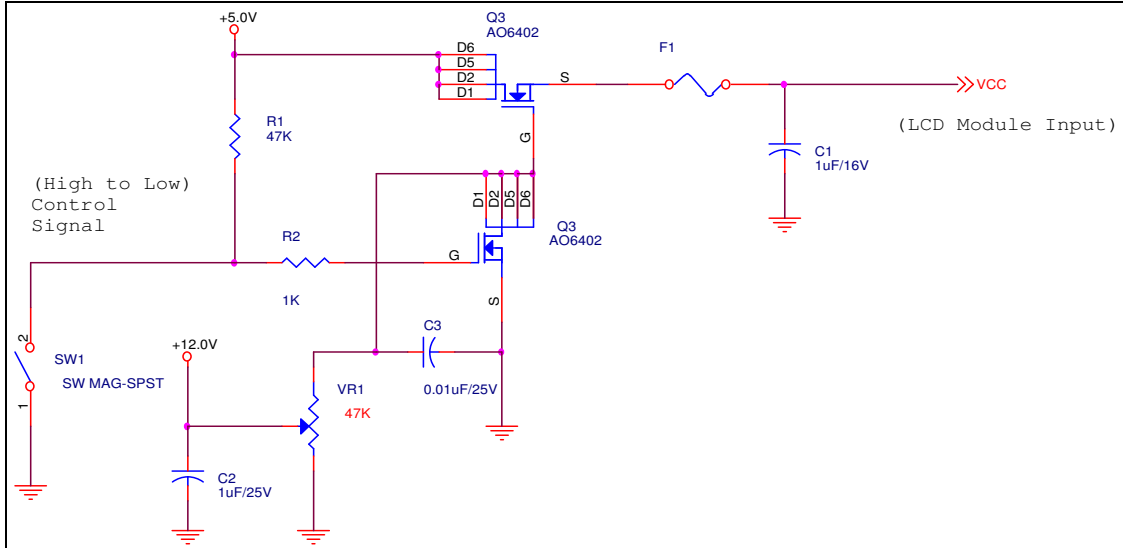 +5.0V
Q3
AO6402
D6
D5
D2
D1
S
G
F1
VCC
(LCD Module Input)
R1
47K
C1
1uF/16V
(High to Low)
Control
Signal
D1
D2
D5
D6
Q3
AO6402
R2
1K
G
S
2
SW1
SW MAG-SPST
1
+12.0V
C3
0.01uF/25V
VR1
47K
C2
1uF/25V